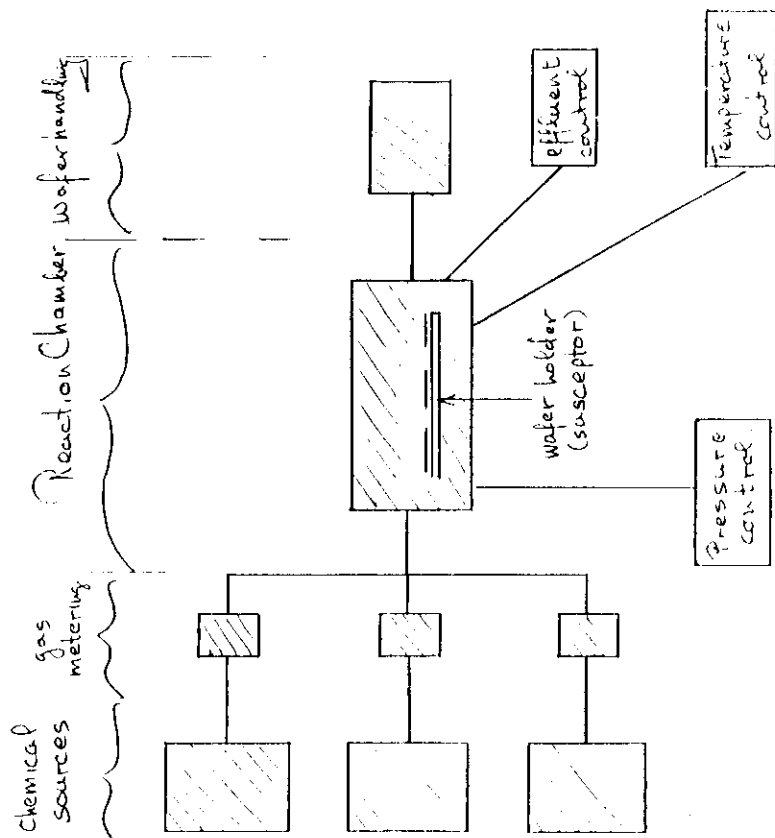 Chemical
sources
gas
metering
Reaction Chamber
Wafer handling
wafer holder
(susceptor)
Pressure
control
effluent
control
Temperature
control